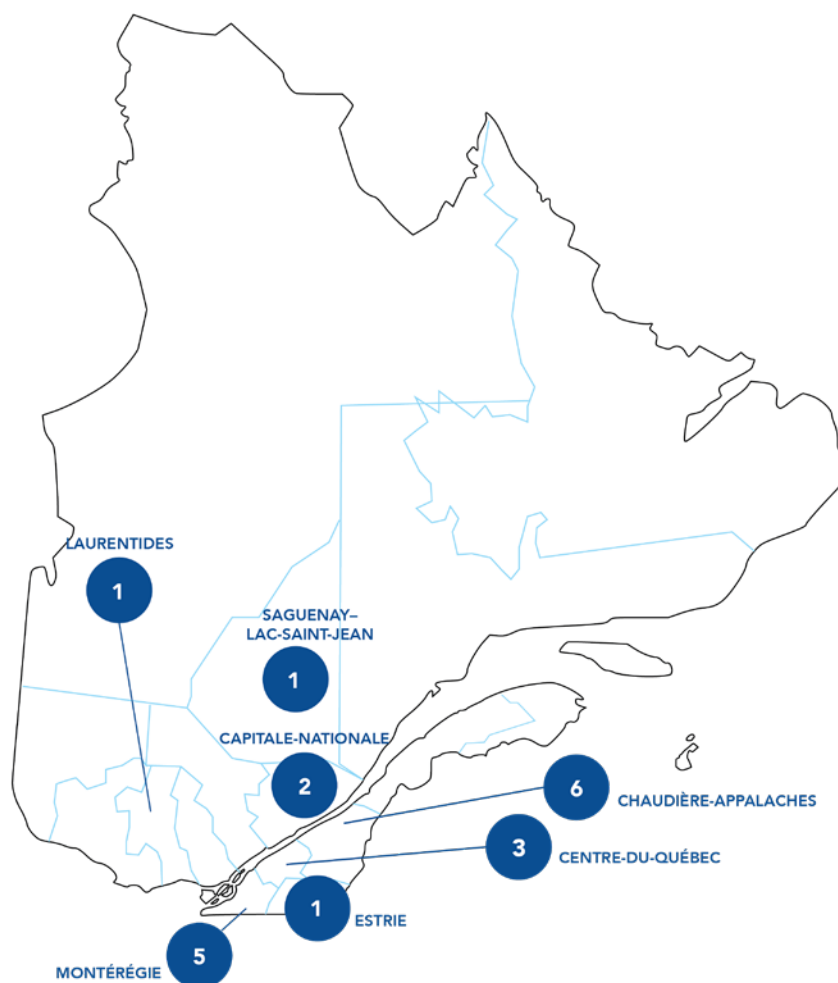 LAURENTIDES
1
SAGUENAY–
LAC-SAINT-JEAN
1
CAPITALE-NATIONALE
2
6
CHAUDIÈRE-APPALACHES
3
CENTRE-DU-QUÉBEC
1
ESTRIE
5
MONTÉRÉGIE